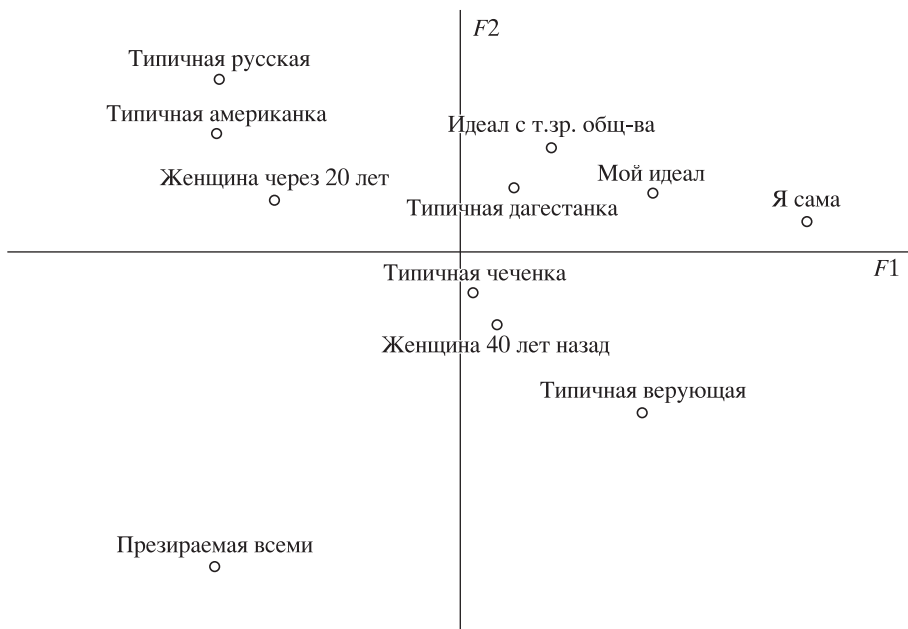 F2
Типичная русская
Типичная американка
Идеал с т.зр. общ-ва
Женщина через 20 лет
Мой идеал
Я сама
Типичная дагестанка
F1
Типичная чеченка
Женщина 40 лет назад
Типичная верующая
Презираемая всеми